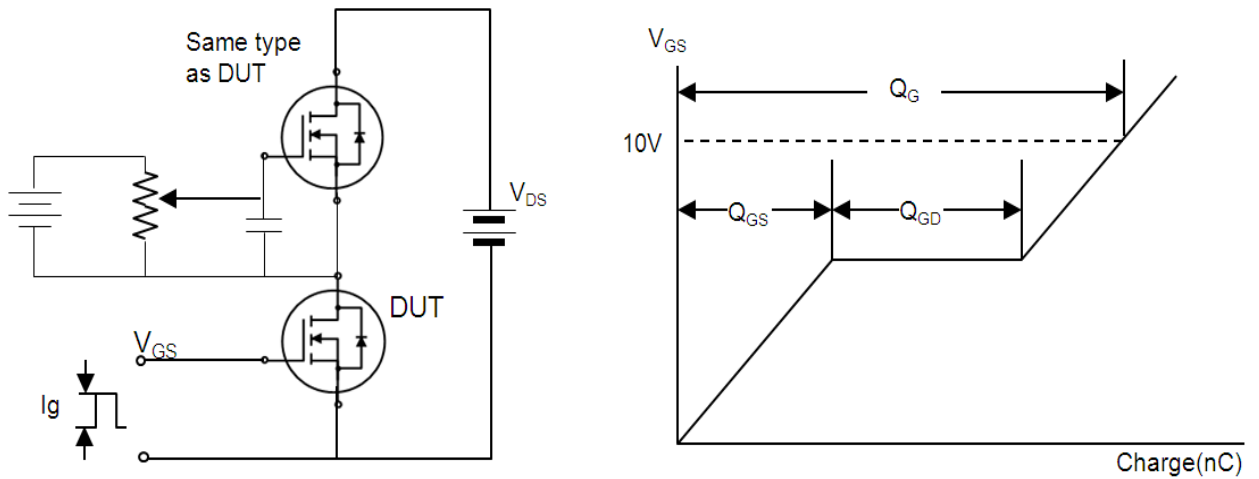 Same type
as DUT
V_DS
DUT
V_GS
Ig
V_GS
Q_G
10V
Q_GS
Q_GD
Charge(nC)